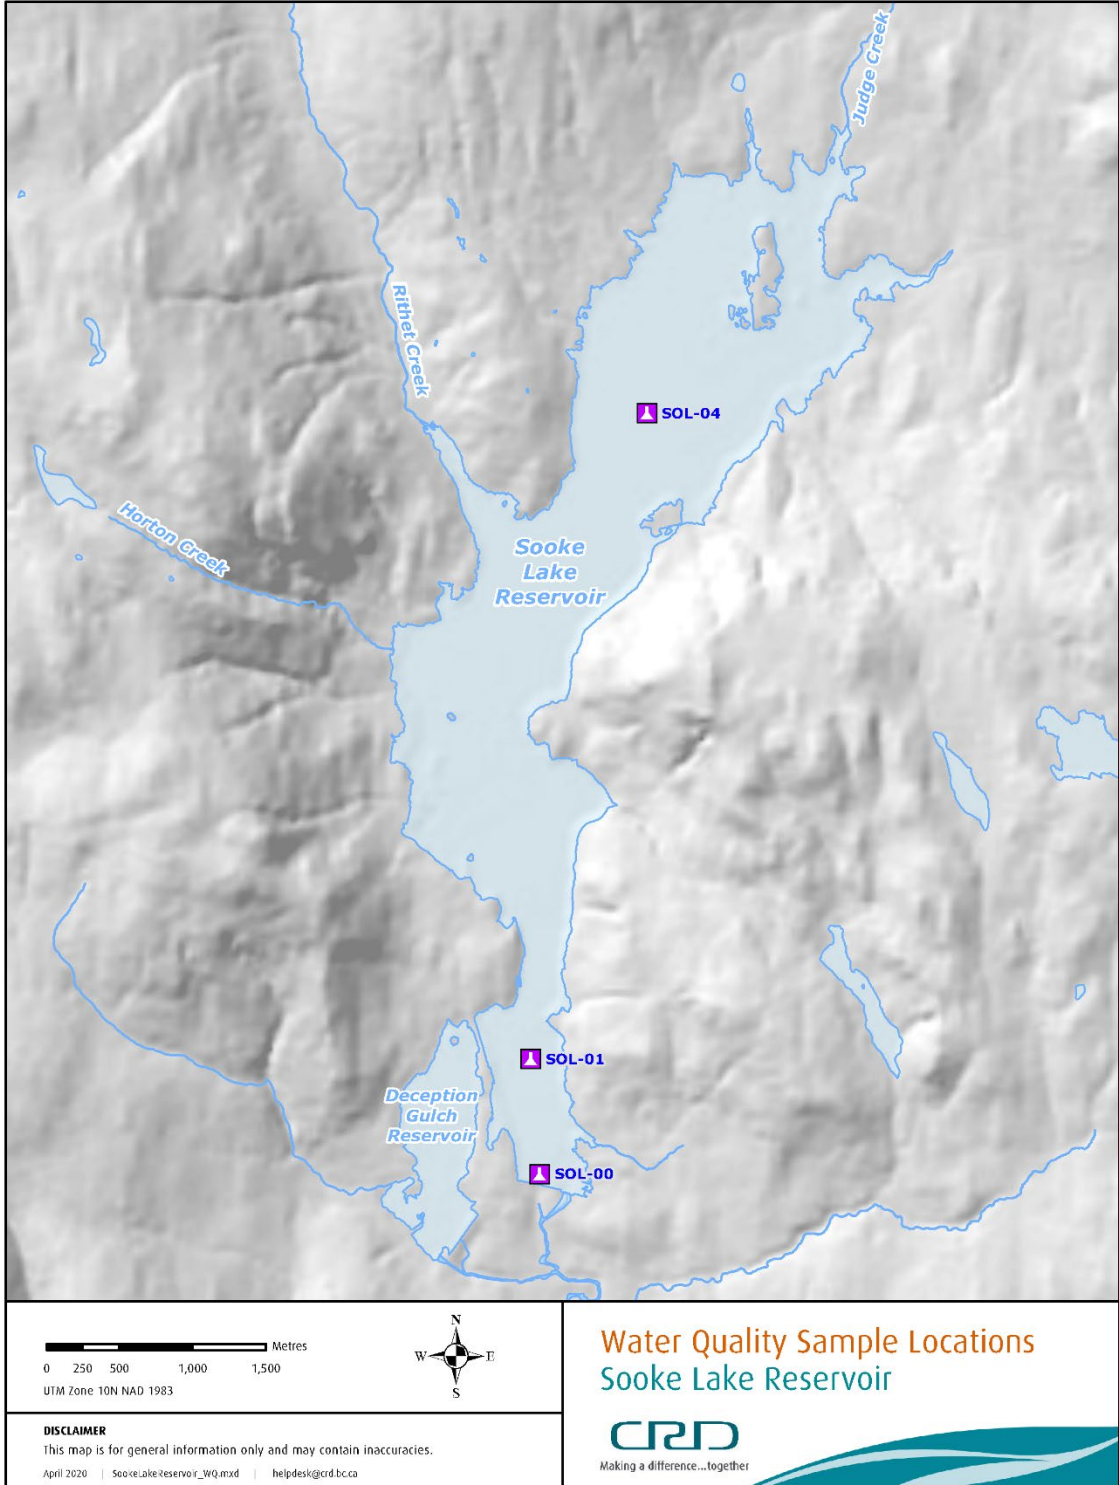 Judge Creek
Rithet Creek
SOL-04
Horton Creek
Sooke
Lake
Reservoir
SOL-01
Deception
Gulch
Reservoir
SOL-00
Metres
0 250 500 1,000 1,500
UTM Zone 10N NAD 1983
N
W E
S
DISCLAIMER
This map is for general information only and may contain inaccuracies.
April 2020 | SookeLakeReservoir_WQ.mxd | helpdesk@crd.bc.ca
Water Quality Sample Locations
Sooke Lake Reservoir
CRD
Making a difference...together